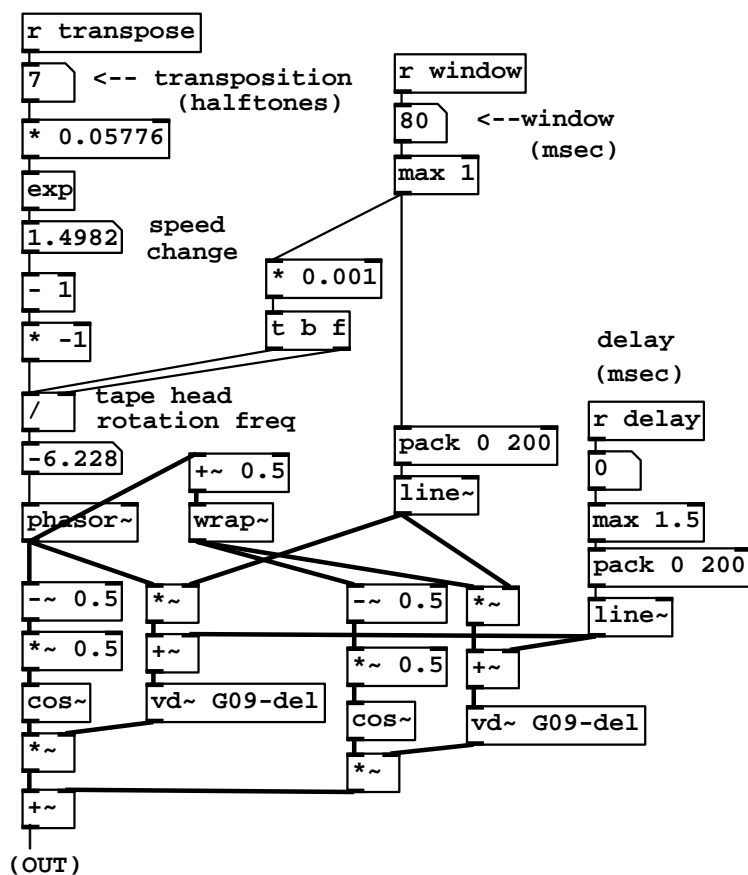 r transpose
7
<-- transposition
(halftones)
* 0.05776
exp
1.4982
speed
change
- 1
* -1
r window
80
<--window
(msec)
max 1
* 0.001
t b f
/
tape head
rotation freq
-6.228
+~ 0.5
pack 0 200
phasor~
wrap~
line~
delay
(msec)
r delay
0
max 1.5
pack 0 200
line~
-~ 0.5
*~
-~ 0.5
*~
*~ 0.5
+~
*~ 0.5
+~
cos~
vd~ G09-del
cos~
vd~ G09-del
*~
*~
+~
(OUT)